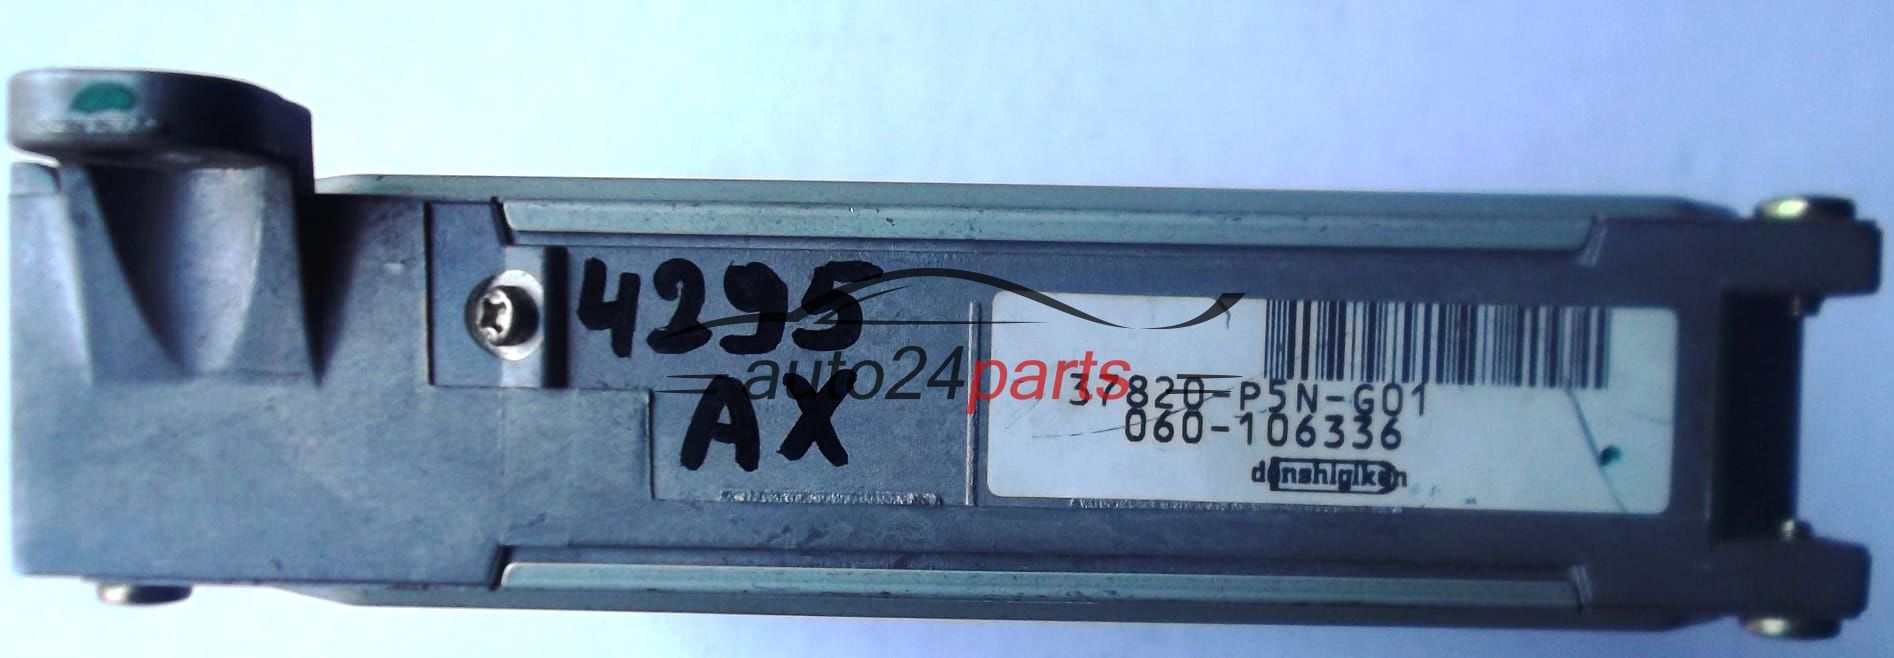 4295
AX
auto24parts
37820-P5N-G01
060-106336
denshigiken